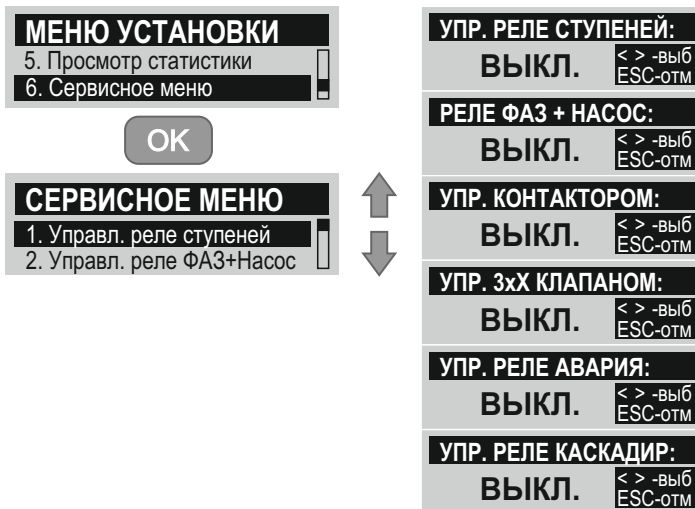 МЕНЮ УСТАНОВКИ
5. Просмотр статистики
6. Сервисное меню
OK
СЕРВИСНОЕ МЕНЮ
1. Управл. реле ступеней
2. Управл. реле ФАЗ+Насос
УПР. РЕЛЕ СТУПЕНЕЙ:
ВЫКЛ.
< > -выб
ESC-отм
РЕЛЕ ФАЗ + НАСОС:
ВЫКЛ.
< > -выб
ESC-отм
УПР. КОНТАКТОРОМ:
ВЫКЛ.
< > -выб
ESC-отм
УПР. 3xХ КЛАПАНОМ:
ВЫКЛ.
< > -выб
ESC-отм
УПР. РЕЛЕ АВАРИЯ:
ВЫКЛ.
< > -выб
ESC-отм
УПР. РЕЛЕ КАСКАДИР:
ВЫКЛ.
< > -выб
ESC-отм